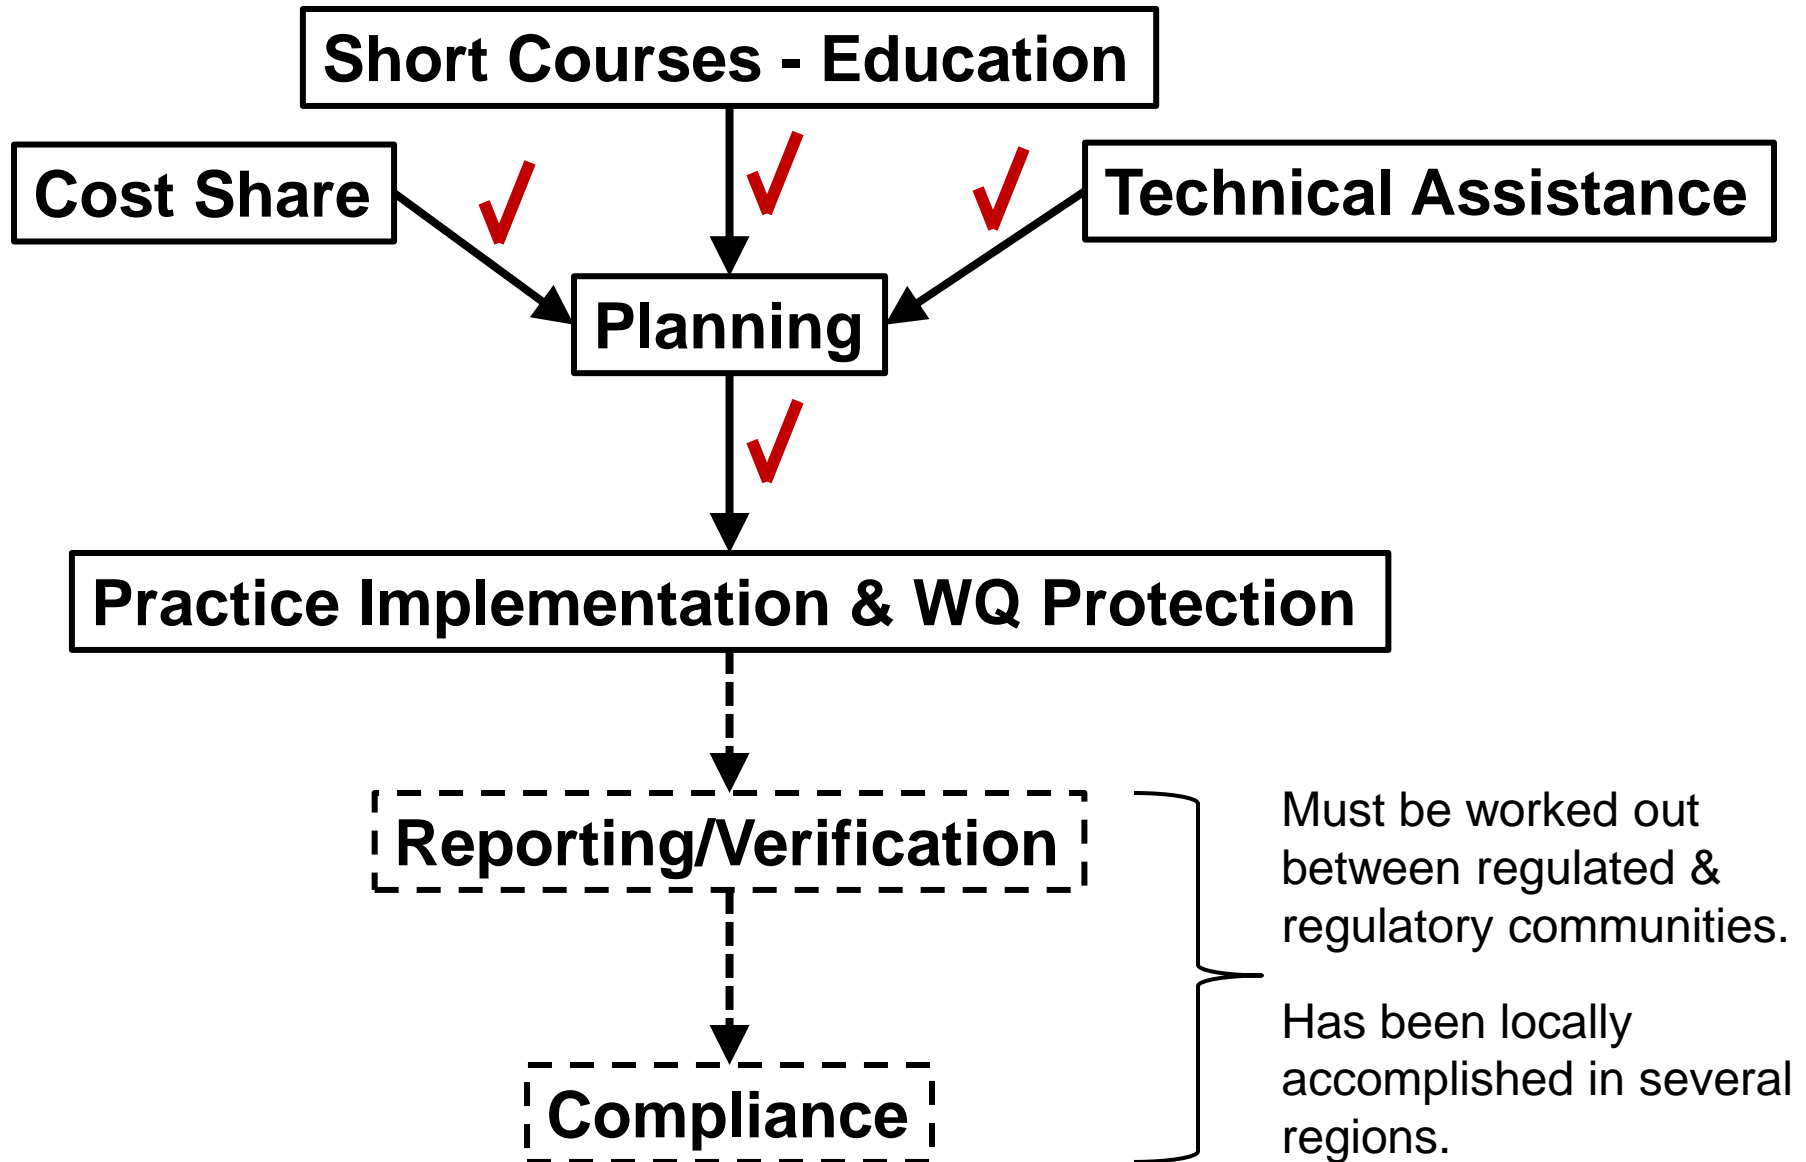 Short Courses - Education
Cost Share
Technical Assistance
Planning
Practice Implementation & WQ Protection
Reporting/Verification
Must be worked out
between regulated &
regulatory communities.
Has been locally
accomplished in several
regions.
Compliance